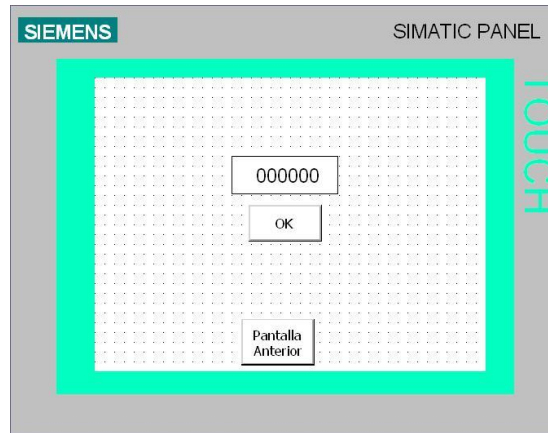 SIEMENS
SIMATIC PANEL
TOUCH
000000
OK
Pantalla
Anterior